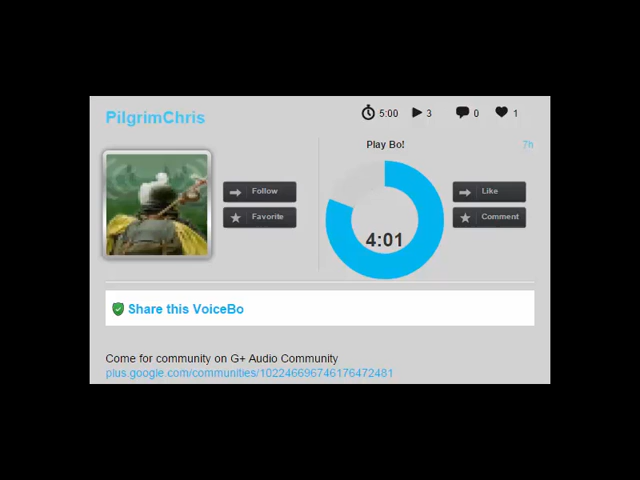 PilgrimChris
5:00 3 0 1
Play Bo! 7h
Follow
Favorite
Like
Comment
4:01
Share this VoiceBo
Come for community on G+ Audio Community
plus.google.com/communities/102246696746176472481